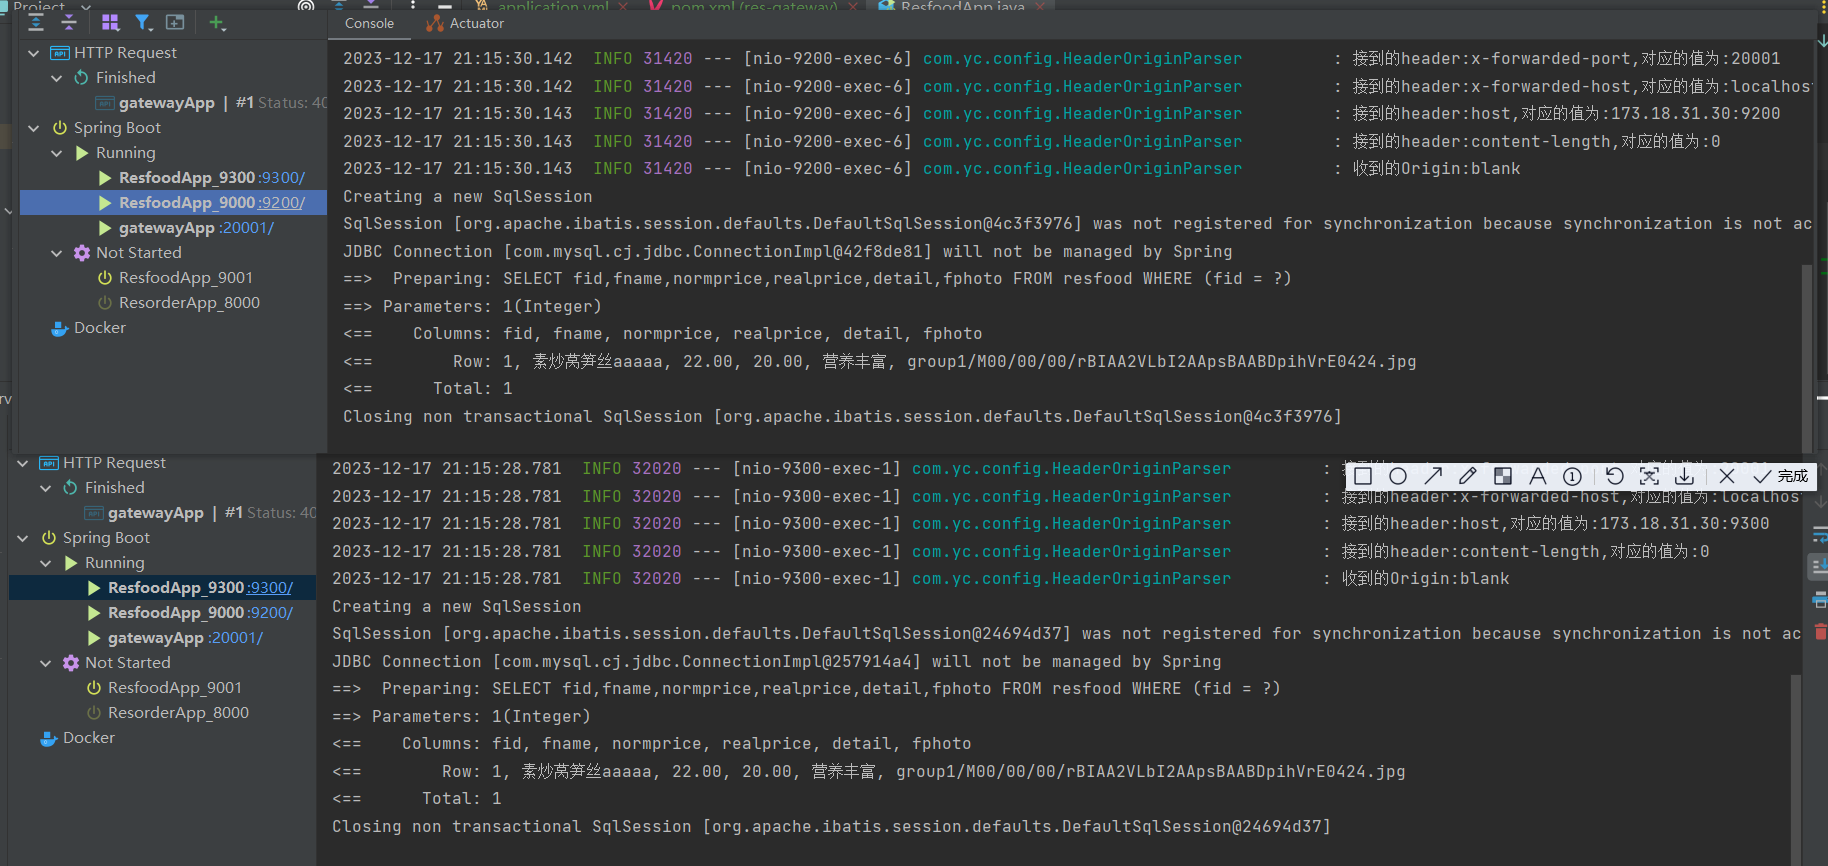 Project
application.yml
pom.xml (res-gateway)
ResfoodApp.java
Console
Actuator
HTTP Request
Finished
gatewayApp | #1 Status: 40
Spring Boot
Running
ResfoodApp_9300 :9300/
ResfoodApp_9000 :9200/
gatewayApp :20001/
Not Started
ResfoodApp_9001
ResorderApp_8000
Docker
2023-12-17 21:15:30.142 INFO 31420 --- [nio-9200-exec-6] com.yc.config.HeaderOriginParser : 接到的header:x-forwarded-port,对应的值为:20001
2023-12-17 21:15:30.142 INFO 31420 --- [nio-9200-exec-6] com.yc.config.HeaderOriginParser : 接到的header:x-forwarded-host,对应的值为:localhost
2023-12-17 21:15:30.143 INFO 31420 --- [nio-9200-exec-6] com.yc.config.HeaderOriginParser : 接到的header:host,对应的值为:173.18.31.30:9200
2023-12-17 21:15:30.143 INFO 31420 --- [nio-9200-exec-6] com.yc.config.HeaderOriginParser : 接到的header:content-length,对应的值为:0
2023-12-17 21:15:30.143 INFO 31420 --- [nio-9200-exec-6] com.yc.config.HeaderOriginParser : 收到的Origin:blank
Creating a new SqlSession
SqlSession [org.apache.ibatis.session.defaults.DefaultSqlSession@4c3f3976] was not registered for synchronization because synchronization is not ac
JDBC Connection [com.mysql.cj.jdbc.ConnectionImpl@42f8de81] will not be managed by Spring
==> Preparing: SELECT fid,fname,normprice,realprice,detail,fphoto FROM resfood WHERE (fid = ?)
==> Parameters: 1(Integer)
<== Columns: fid, fname, normprice, realprice, detail, fphoto
<== Row: 1, 素炒莴笋丝aaaaa, 22.00, 20.00, 营养丰富, group1/M00/00/00/rBIAA2VLbI2AApsBAABDpihVrE0424.jpg
<== Total: 1
Closing non transactional SqlSession [org.apache.ibatis.session.defaults.DefaultSqlSession@4c3f3976]
HTTP Request
Finished
gatewayApp | #1 Status: 40
Spring Boot
Running
ResfoodApp_9300 :9300/
ResfoodApp_9000 :9200/
gatewayApp :20001/
Not Started
ResfoodApp_9001
ResorderApp_8000
Docker
2023-12-17 21:15:28.781 INFO 32020 --- [nio-9300-exec-1] com.yc.config.HeaderOriginParser :
完成
2023-12-17 21:15:28.781 INFO 32020 --- [nio-9300-exec-1] com.yc.config.HeaderOriginParser : 接到的header:x-forwarded-host,对应的值为:localhos
2023-12-17 21:15:28.781 INFO 32020 --- [nio-9300-exec-1] com.yc.config.HeaderOriginParser : 接到的header:host,对应的值为:173.18.31.30:9300
2023-12-17 21:15:28.781 INFO 32020 --- [nio-9300-exec-1] com.yc.config.HeaderOriginParser : 接到的header:content-length,对应的值为:0
2023-12-17 21:15:28.781 INFO 32020 --- [nio-9300-exec-1] com.yc.config.HeaderOriginParser : 收到的Origin:blank
Creating a new SqlSession
SqlSession [org.apache.ibatis.session.defaults.DefaultSqlSession@24694d37] was not registered for synchronization because synchronization is not ac
JDBC Connection [com.mysql.cj.jdbc.ConnectionImpl@257914a4] will not be managed by Spring
==> Preparing: SELECT fid,fname,normprice,realprice,detail,fphoto FROM resfood WHERE (fid = ?)
==> Parameters: 1(Integer)
<== Columns: fid, fname, normprice, realprice, detail, fphoto
<== Row: 1, 素炒莴笋丝aaaaa, 22.00, 20.00, 营养丰富, group1/M00/00/00/rBIAA2VLbI2AApsBAABDpihVrE0424.jpg
<== Total: 1
Closing non transactional SqlSession [org.apache.ibatis.session.defaults.DefaultSqlSession@24694d37]